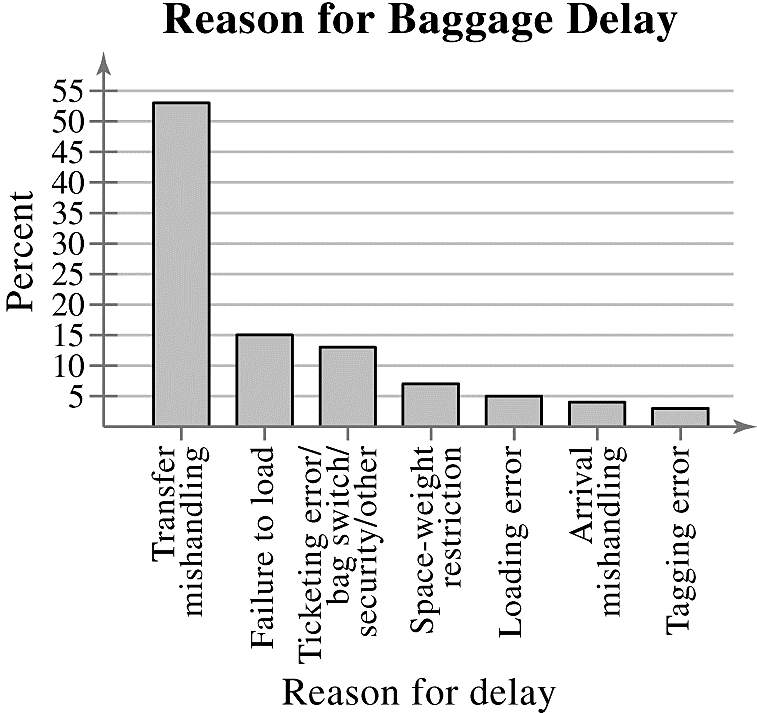 Reason for Baggage Delay
Percent
55
50
45
40
35
30
25
20
15
10
5
Transfer
mishandling
Failure to load
Ticketing error/
bag switch/
security/other
Space-weight
restriction
Loading error
Arrival
mishandling
Tagging error
Reason for delay